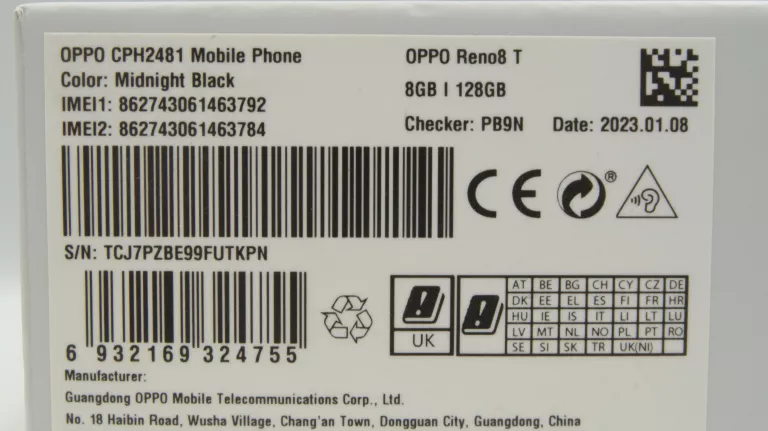 OPPO CPH2481 Mobile Phone
OPPO Reno8 T
Color: Midnight Black
8GB | 128GB
IMEI1: 862743061463792
IMEI2: 862743061463784
Checker: PB9N Date: 2023.01.08
CE
®
S/N: TCJ7PZBE99FUTKPN
AT BE BG CH CY CZ DE
DK EE EL ES FI FR HR
HU IE IS IT LI LT LU
LV MT NL NO PL PT RO
SE SI SK TR UK(NI)
UK
6 932169 324755
Manufacturer:
Guangdong OPPO Mobile Telecommunications Corp., Ltd.
No. 18 Haibin Road, Wusha Village, Chang'an Town, Dongguan City, Guangdong, China